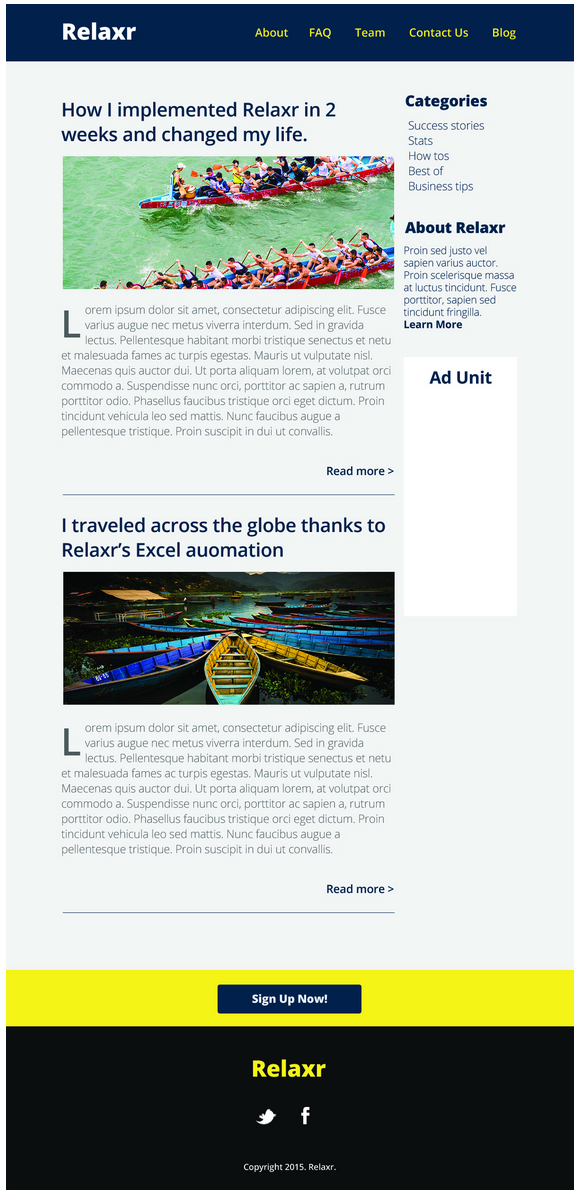 Relaxr
About FAQ Team Contact Us Blog
How I implemented Relaxr in 2
weeks and changed my life.
Lorem ipsum dolor sit amet, consectetur adipiscing elit. Fusce
varius augue nec metus viverra interdum. Sed in gravida
lectus. Pellentesque habitant morbi tristique senectus et netu
et malesuada fames ac turpis egestas. Mauris ut vulputate nisl.
Maecenas quis auctor dui. Ut porta aliquam lorem, at volutpat orci
commodo a. Suspendisse nunc orci, porttitor ac sapien a, rutrum
porttitor odio. Phasellus faucibus tristique orci eget dictum. Proin
tincidunt vehicula leo sed mattis. Nunc faucibus augue a
pellentesque tristique. Proin suscipit in dui ut convallis.
Read more >
I traveled across the globe thanks to
Relaxr’s Excel auomation
Lorem ipsum dolor sit amet, consectetur adipiscing elit. Fusce
varius augue nec metus viverra interdum. Sed in gravida
lectus. Pellentesque habitant morbi tristique senectus et netu
et malesuada fames ac turpis egestas. Mauris ut vulputate nisl.
Maecenas quis auctor dui. Ut porta aliquam lorem, at volutpat orci
commodo a. Suspendisse nunc orci, porttitor ac sapien a, rutrum
porttitor odio. Phasellus faucibus tristique orci eget dictum. Proin
tincidunt vehicula leo sed mattis. Nunc faucibus augue a
pellentesque tristique. Proin suscipit in dui ut convallis.
Read more >
Categories
Success stories
Stats
How tos
Best of
Business tips
About Relaxr
Proin sed justo vel
sapien varius auctor.
Proin scelerisque massa
at luctus tincidunt. Fusce
porttitor, sapien sed
tincidunt fringilla.
Learn More
Ad Unit
Sign Up Now!
Relaxr
Copyright 2015. Relaxr.